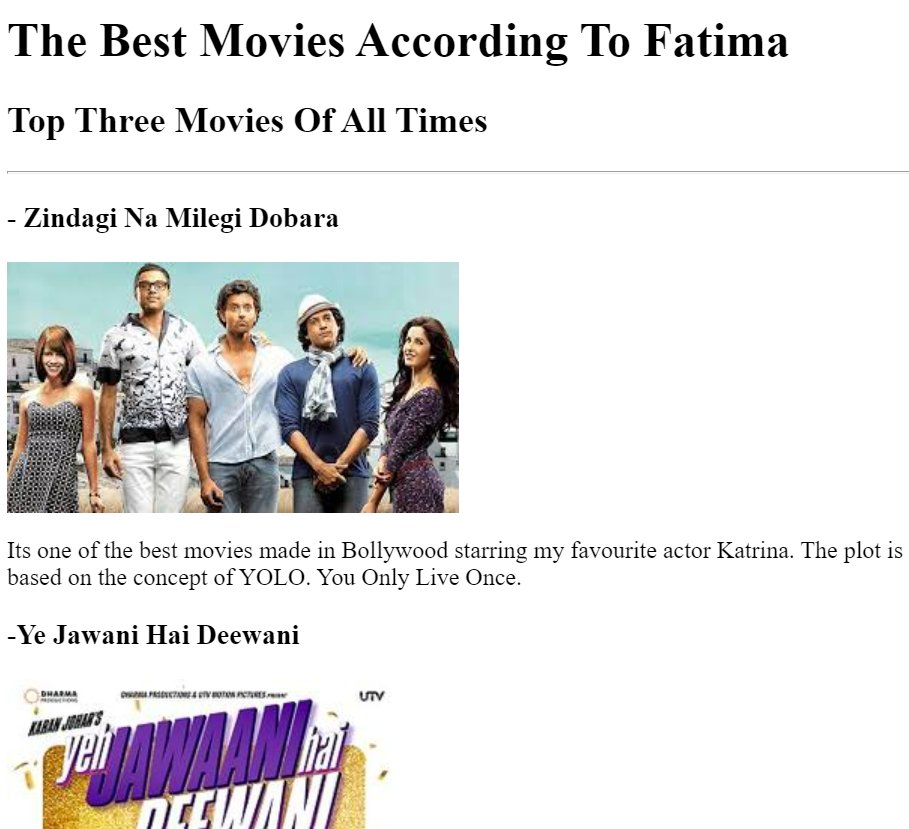 The Best Movies According To Fatima
Top Three Movies Of All Times
- Zindagi Na Milegi Dobara
Its one of the best movies made in Bollywood starring my favourite actor Katrina. The plot is
based on the concept of YOLO. You Only Live Once.
-Ye Jawani Hai Deewani
DHARMA
PRODUCTIONS
DHARMA PRODUCTIONS & UTV MOTION PICTURES PRESENT
UTV
KARAN JOHAR'S
yeh JAWAANI hai
DEEWANI